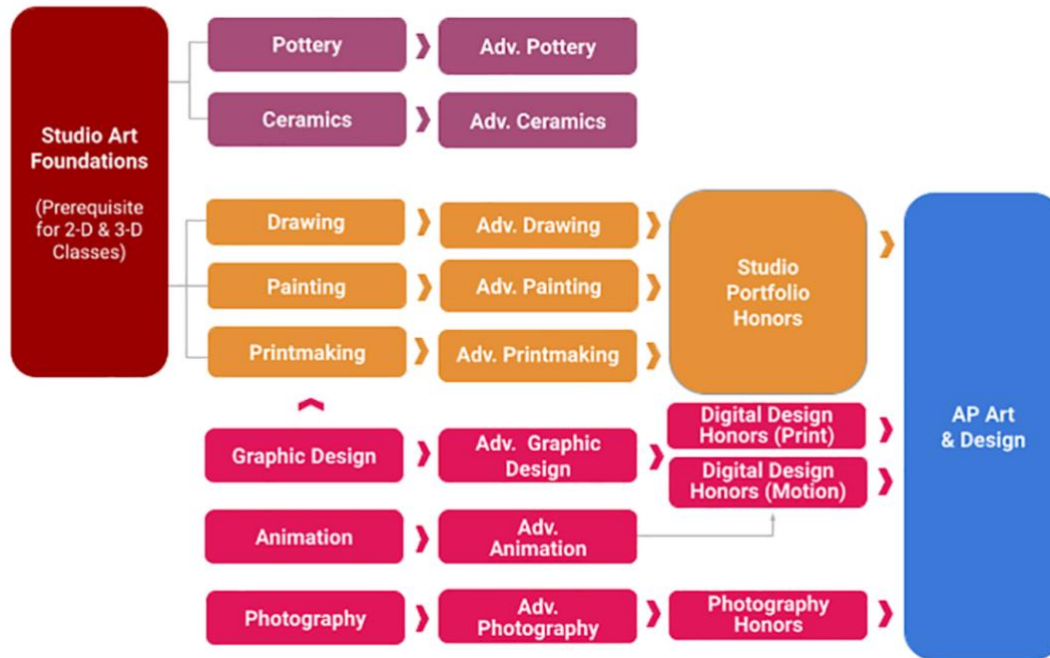 Studio Art
Foundations
(Prerequisite
for 2-D & 3-D
Classes)
Pottery
Adv. Pottery
Ceramics
Adv. Ceramics
Drawing
Adv. Drawing
Painting
Adv. Painting
Printmaking
Adv. Printmaking
Studio
Portfolio
Honors
Graphic Design
Adv. Graphic
Design
Digital Design
Honors (Print)
Digital Design
Honors (Motion)
Animation
Adv.
Animation
Photography
Adv.
Photography
Photography
Honors
AP Art
& Design